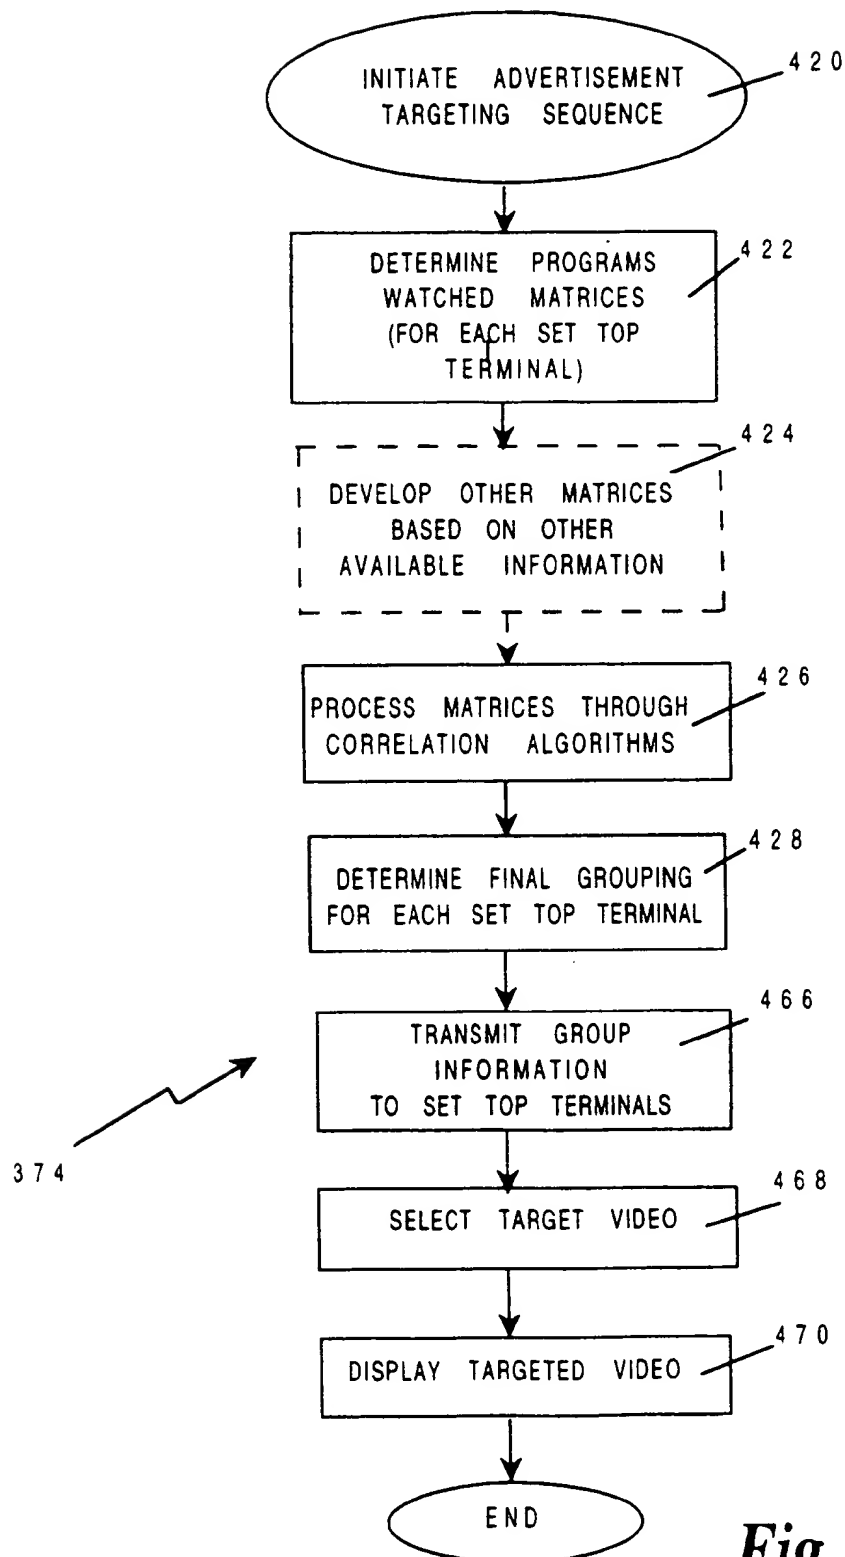 INITIATE ADVERTISEMENT
TARGETING SEQUENCE
420
DETERMINE PROGRAMS
WATCHED MATRICES
(FOR EACH SET TOP
TERMINAL)
422
DEVELOP OTHER MATRICES
BASED ON OTHER
AVAILABLE INFORMATION
424
PROCESS MATRICES THROUGH
CORRELATION ALGORITHMS
426
DETERMINE FINAL GROUPING
FOR EACH SET TOP TERMINAL
428
TRANSMIT GROUP
INFORMATION
TO SET TOP TERMINALS
466
374
SELECT TARGET VIDEO
468
DISPLAY TARGETED VIDEO
470
END
Fig